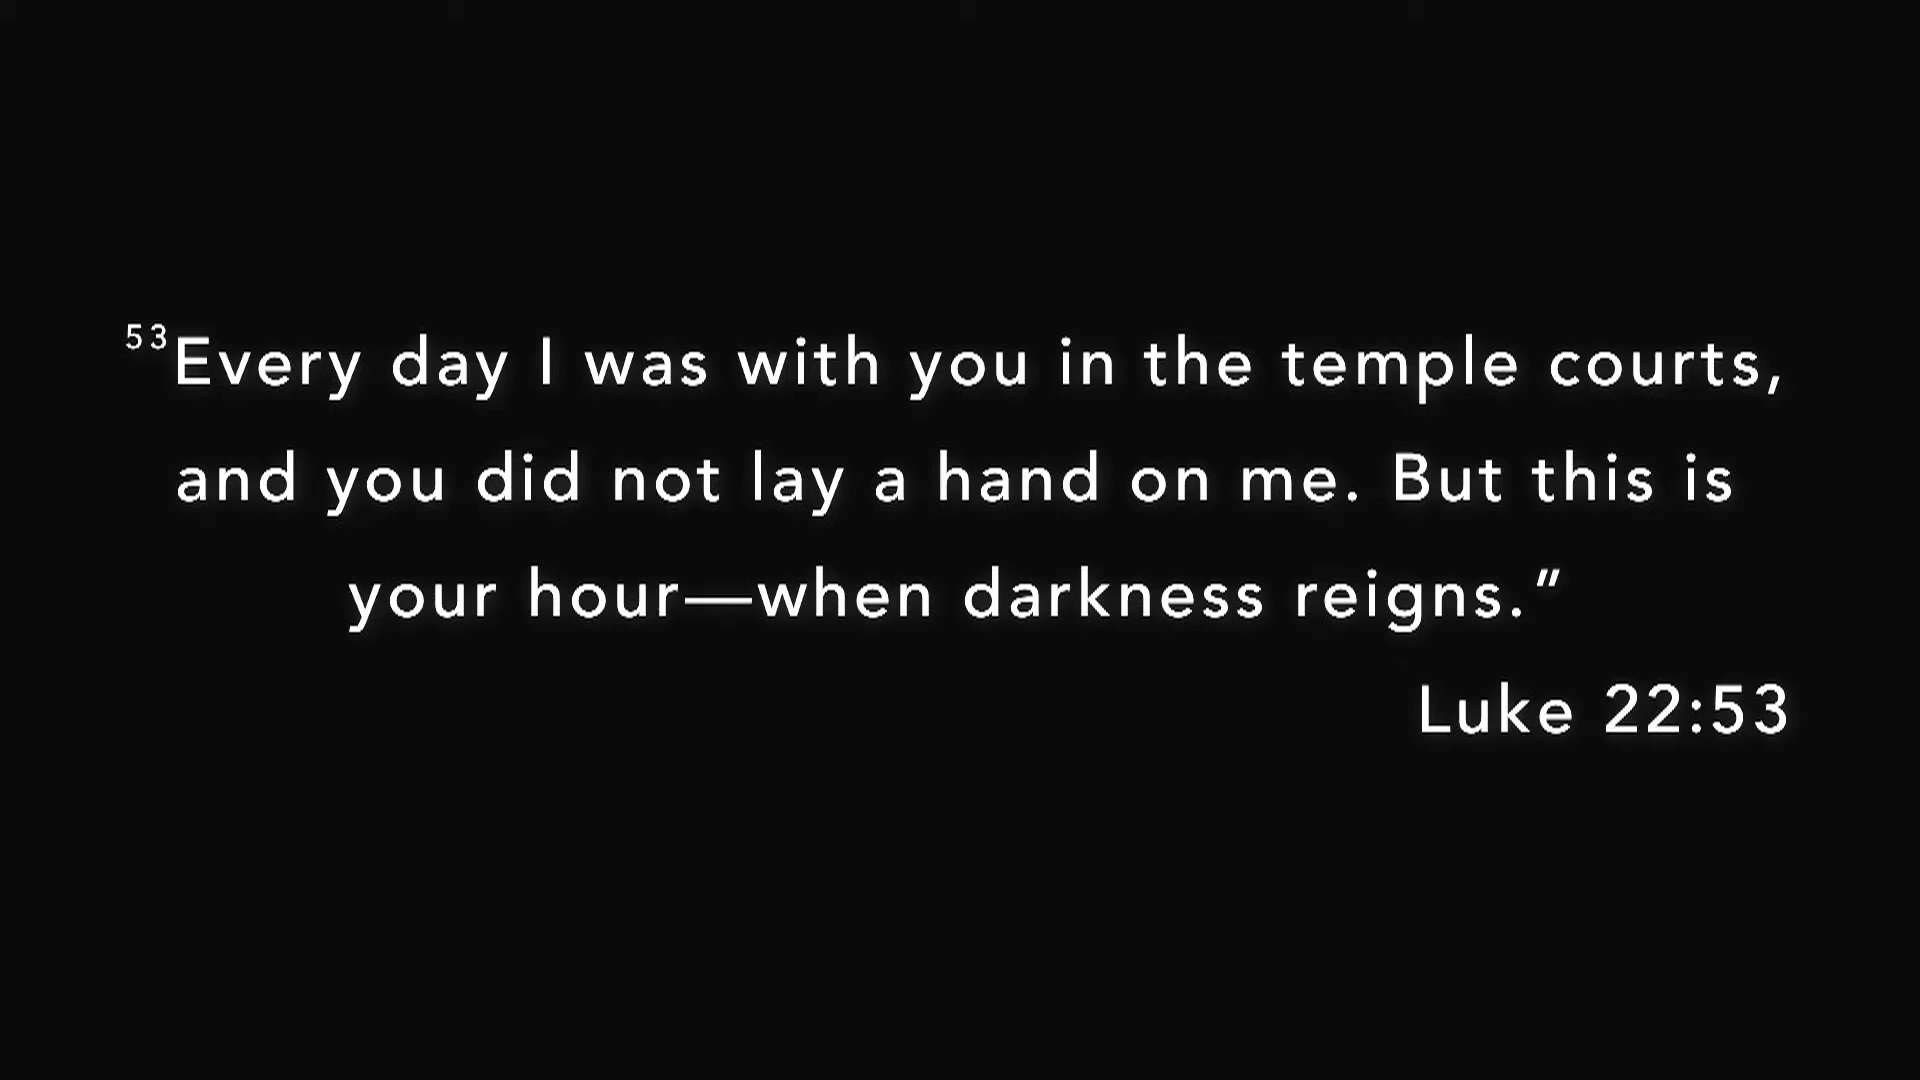 ⁵³Every day I was with you in the temple courts,
and you did not lay a hand on me. But this is
your hour—when darkness reigns.”
Luke 22:53